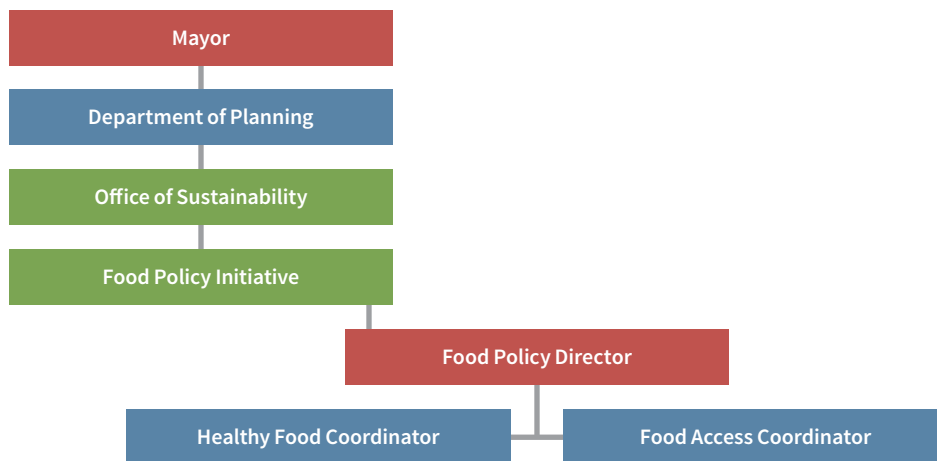 Mayor
Department of Planning
Office of Sustainability
Food Policy Initiative
Food Policy Director
Healthy Food Coordinator
Food Access Coordinator